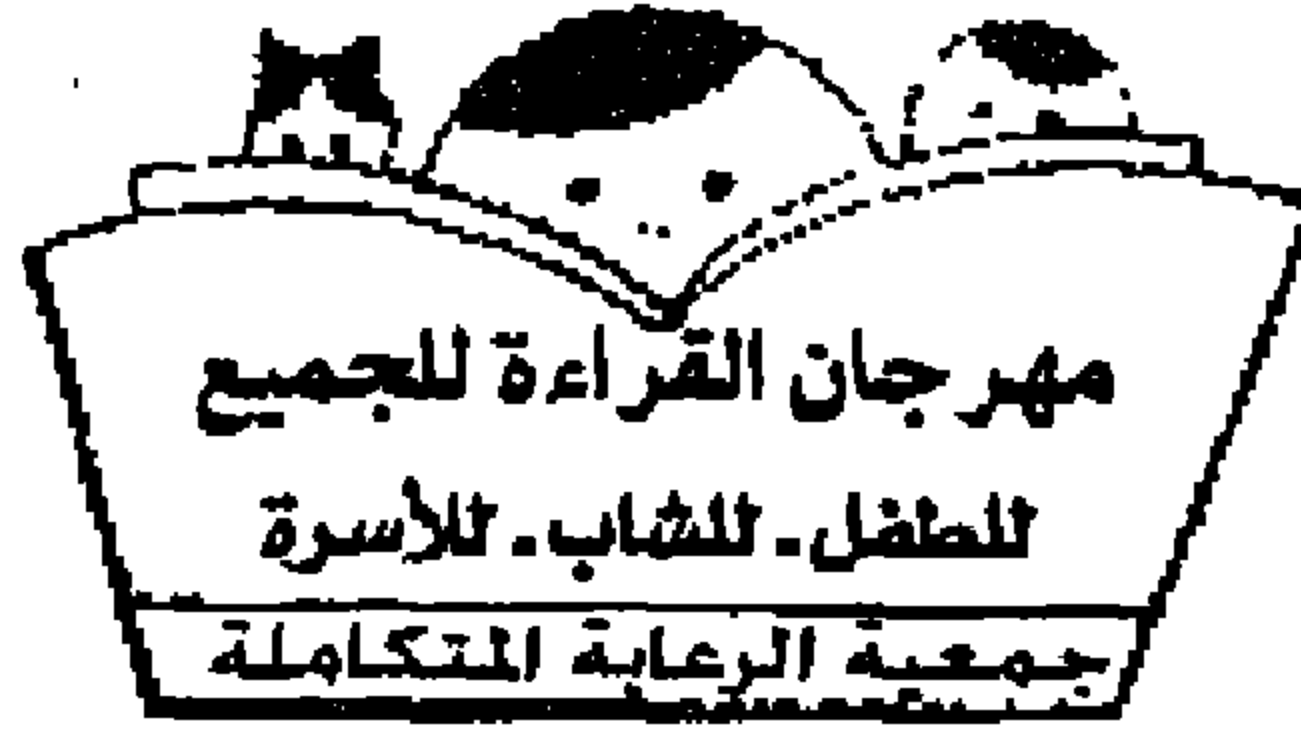 مهرجان القراءة للجميع
للطفل . للشاب . للأسرة
جمعية الرعاية المتكاملة